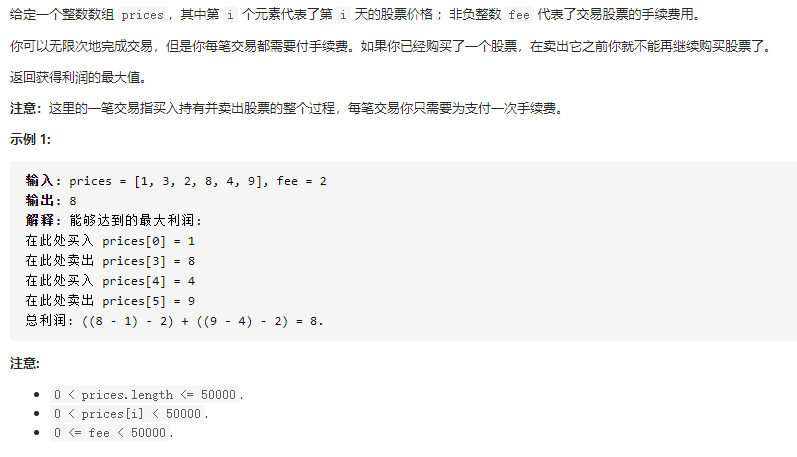 给定一个整数数组 prices，其中第 i 个元素代表了第 i 天的股票价格 ；非负整数 fee 代表了交易股票的手续费用。
你可以无限次地完成交易，但是你每笔交易都需要付手续费。如果你已经购买了一个股票，在卖出它之前你就不能再继续购买股票了。
返回获得利润的最大值。
注意：这里的一笔交易指买入持有并卖出股票的整个过程，每笔交易你只需要为支付一次手续费。
示例 1:
输入: prices = [1, 3, 2, 8, 4, 9], fee = 2
输出: 8
解释: 能够达到的最大利润:
在此处买入 prices[0] = 1
在此处卖出 prices[3] = 8
在此处买入 prices[4] = 4
在此处卖出 prices[5] = 9
总利润: ((8 - 1) - 2) + ((9 - 4) - 2) = 8.
注意:
• 0 < prices.length <= 50000.
• 0 < prices[i] < 50000.
• 0 <= fee < 50000.